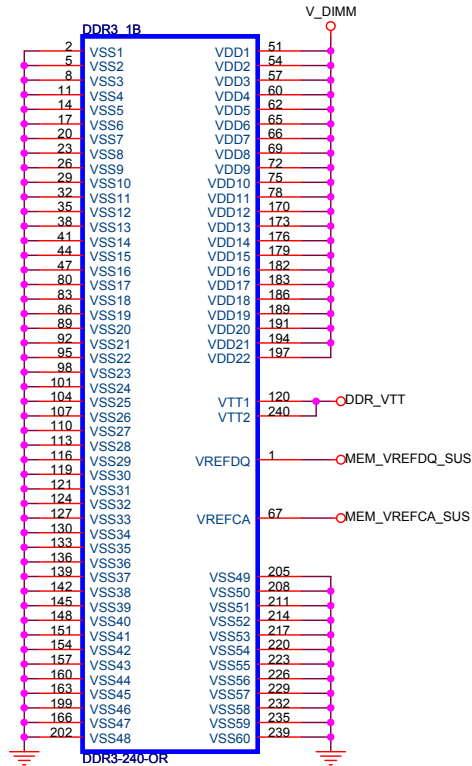 V_DIMM
DDR3_1B
2 VSS1 VDD1 51
5 VSS2 VDD2 54
8 VSS3 VDD3 57
11 VSS4 VDD4 60
14 VSS5 VDD5 62
17 VSS6 VDD6 65
20 VSS7 VDD7 66
23 VSS8 VDD8 69
26 VSS9 VDD9 72
29 VSS10 VDD10 75
32 VSS11 VDD11 78
35 VSS12 VDD12 170
38 VSS13 VDD13 173
41 VSS14 VDD14 176
44 VSS15 VDD15 179
47 VSS16 VDD16 182
80 VSS17 VDD17 183
83 VSS18 VDD18 186
86 VSS19 VDD19 189
89 VSS20 VDD20 191
92 VSS21 VDD21 194
95 VSS22 VDD22 197
98 VSS23
101 VSS24
104 VSS25 VTT1 120 DDR_VTT
107 VSS26 VTT2 240
110 VSS27
113 VSS28
116 VSS29 VREFDQ 1 MEM_VREFDQ_SUS
119 VSS30
121 VSS31
124 VSS32
127 VSS33 VREFCA 67 MEM_VREFCA_SUS
130 VSS34
133 VSS35
136 VSS36
139 VSS37 VSS49 205
142 VSS38 VSS50 208
145 VSS39 VSS51 211
148 VSS40 VSS52 214
151 VSS41 VSS53 217
154 VSS42 VSS54 220
157 VSS43 VSS55 223
160 VSS44 VSS56 226
163 VSS45 VSS57 229
199 VSS46 VSS58 232
166 VSS47 VSS59 235
202 VSS48 VSS60 239
DDR3-240-OR